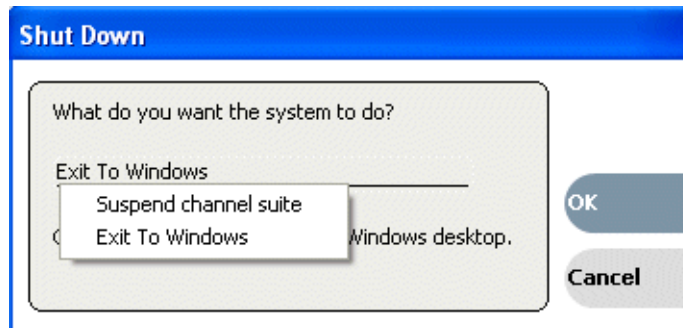 Shut Down
What do you want the system to do?
Exit To Windows
Suspend channel suite
Exit To Windows
Windows desktop.
OK
Cancel